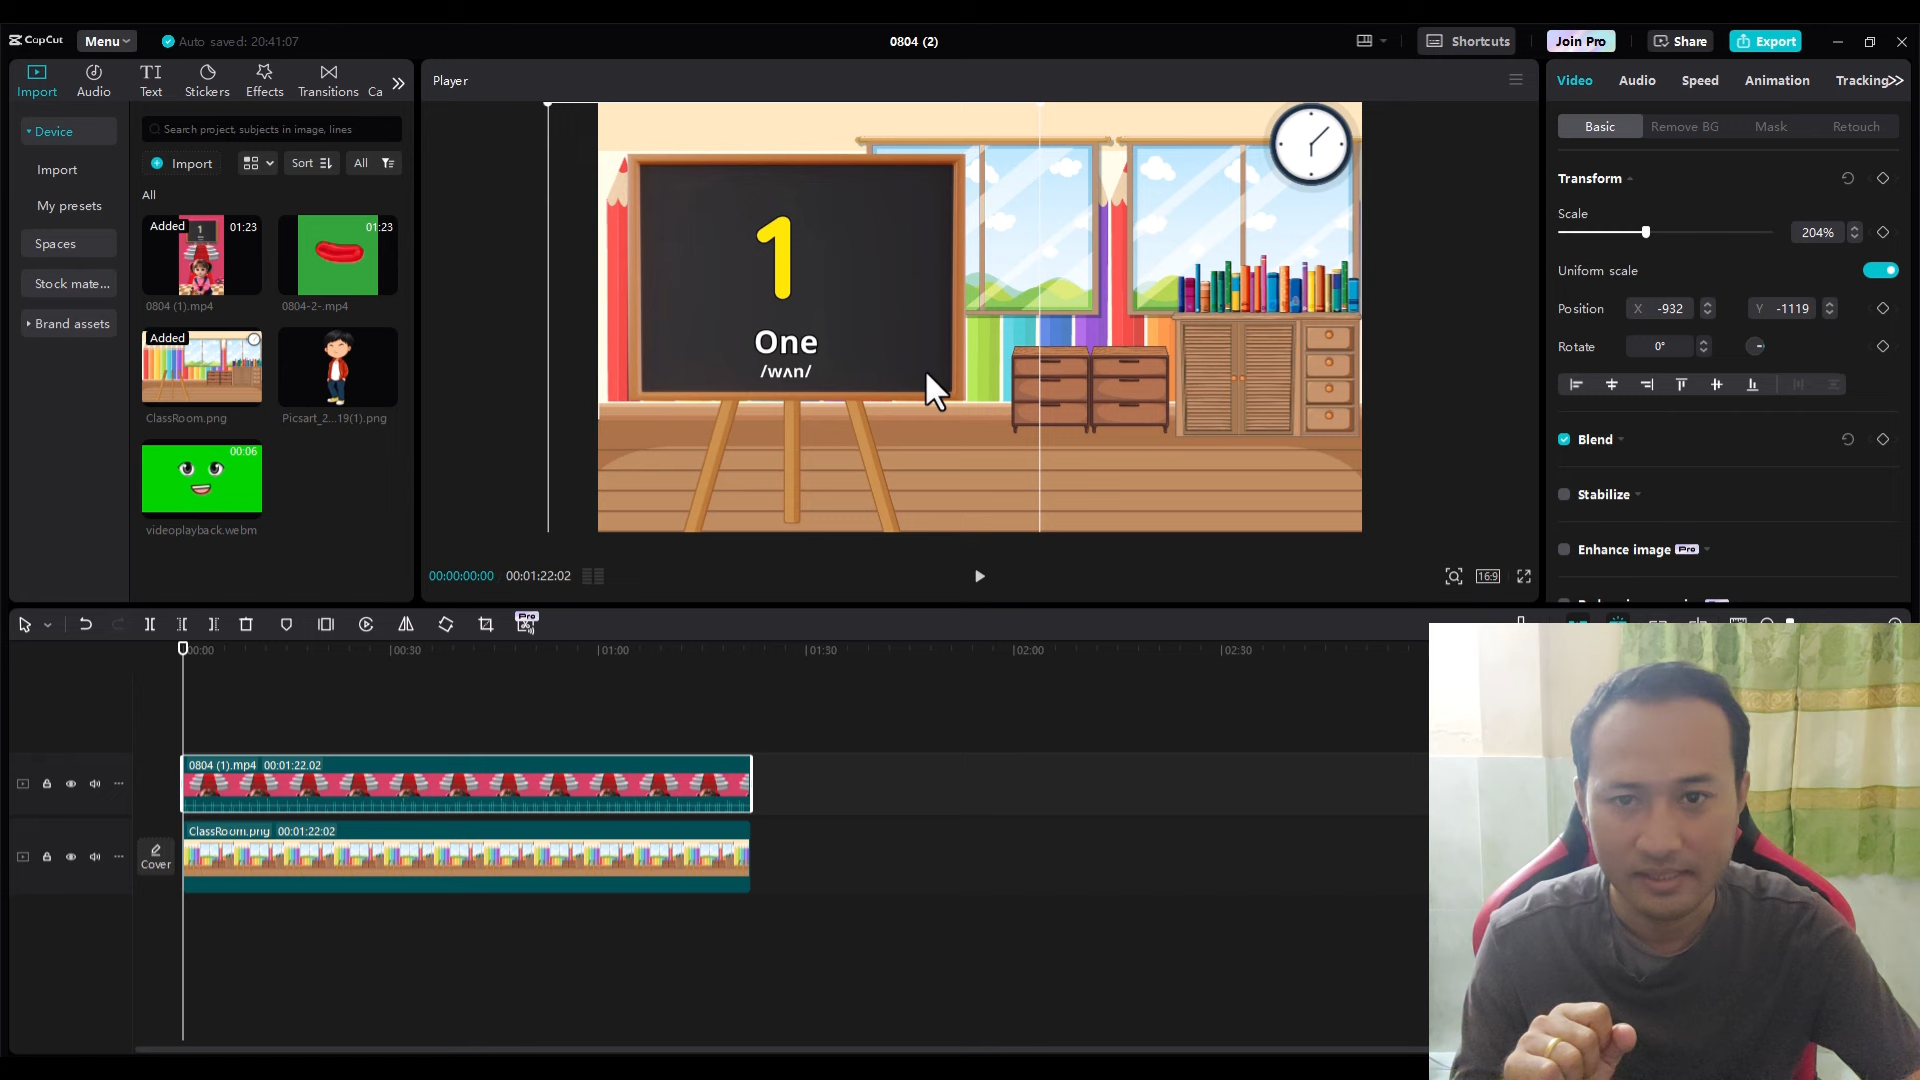 CapCut
Menu
Auto saved: 20:41:07
0804 (2)
Shortcuts
Join Pro
Share
Export
Import
Audio
Text
Stickers
Effects
Transitions
Ca
Player
Video
Audio
Speed
Animation
Tracking
Device
Import
My presets
Spaces
Stock mate...
Brand assets
Search project, subjects in image, lines
Import
Sort
All
All
Added
01:23
0804 (1).mp4
01:23
0804-2-.mp4
Added
ClassRoom.png
Picsart_2...19(1).png
00:06
videoplayback.webm
1
One
/wʌn/
00:00:00:00
00:01:22:02
16:9
Basic
Remove BG
Mask
Retouch
Transform
Scale
204%
Uniform scale
Position
X -932
Y -1119
Rotate
0°
Blend
Stabilize
Enhance image Pro
Pro
00:00
00:30
01:00
01:30
02:00
02:30
0804 (1).mp4 00:01:22:02
Cover
ClassRoom.png 00:01:22:02